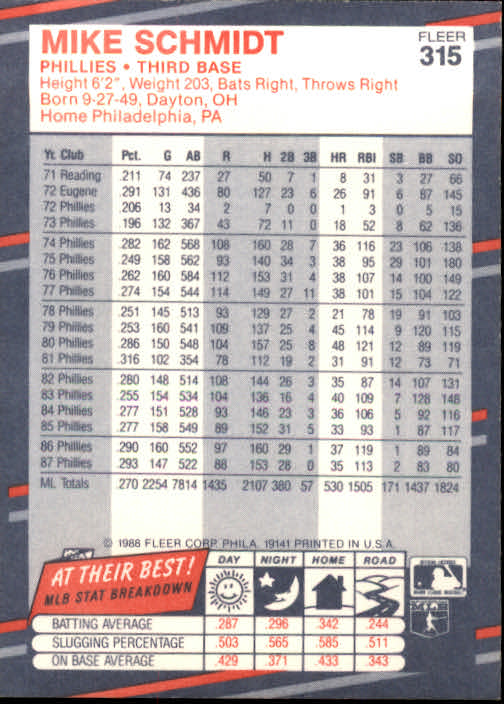 MIKE SCHMIDT
FLEER
315
PHILLIES • THIRD BASE
Height 6'2", Weight 203, Bats Right, Throws Right
Born 9-27-49, Dayton, OH
Home Philadelphia, PA
Yr. Club Pct. G AB R H 2B 3B HR RBI SB BB SO
71 Reading .211 74 237 27 50 7 1 8 31 3 27 66
72 Eugene .291 131 436 80 127 23 6 26 91 6 87 145
72 Phillies .206 13 34 2 7 0 0 1 3 0 5 15
73 Phillies .196 132 367 43 72 11 0 18 52 8 62 136
74 Phillies .282 162 568 108 160 28 7 36 116 23 106 138
75 Phillies .249 158 562 93 140 34 3 38 95 29 101 180
76 Phillies .262 160 584 112 153 31 4 38 107 14 100 149
77 Phillies .274 154 544 114 149 27 11 38 101 15 104 122
78 Phillies .251 145 513 93 129 27 2 21 78 19 91 103
79 Phillies .253 160 541 109 137 25 4 45 114 9 120 115
80 Phillies .286 150 548 104 157 25 8 48 121 12 89 119
81 Phillies .316 102 354 78 112 19 2 31 91 12 73 71
82 Phillies .280 148 514 108 144 26 3 35 87 14 107 131
83 Phillies .255 154 534 104 136 16 4 40 109 7 128 148
84 Phillies .277 151 528 93 146 23 3 36 106 5 92 116
85 Phillies .277 158 549 89 152 31 5 33 93 1 87 117
86 Phillies .290 160 552 97 160 29 1 37 119 1 89 84
87 Phillies .293 147 522 88 153 28 0 35 113 2 83 80
ML Totals .270 2254 7814 1435 2107 380 57 530 1505 171 1437 1824
© 1988 FLEER CORP. PHILA. 19141 PRINTED IN U.S.A.
AT THEIR BEST!
MLB STAT BREAKDOWN
DAY NIGHT HOME ROAD
BATTING AVERAGE .287 .296 .342 .244
SLUGGING PERCENTAGE .503 .565 .585 .511
ON BASE AVERAGE .429 .371 .433 .343
MLB